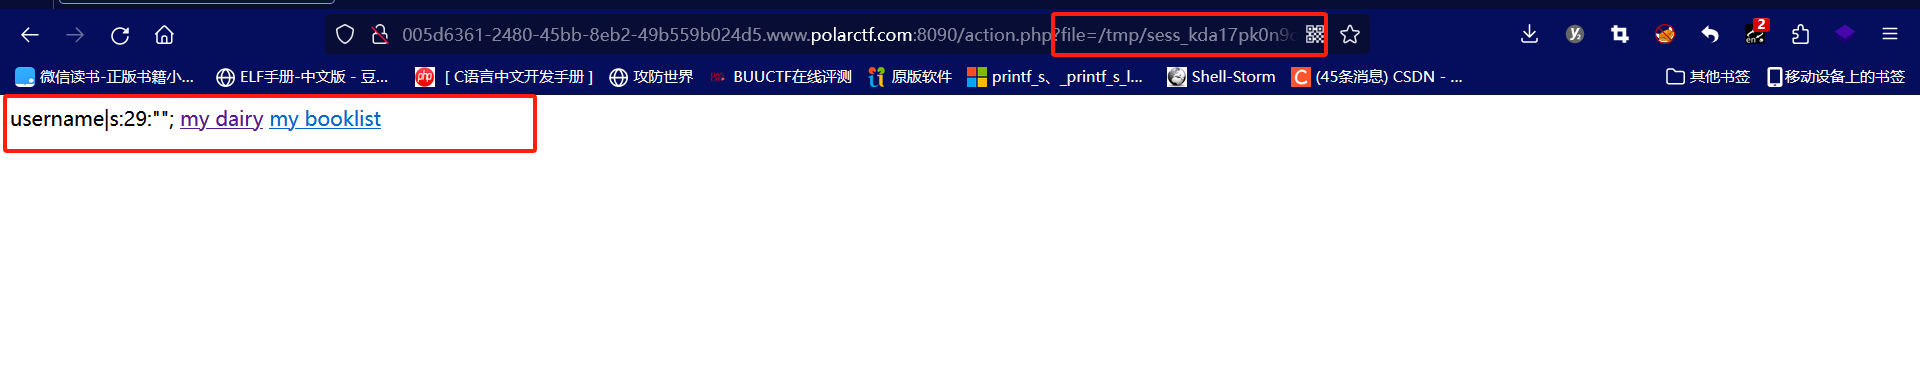 005d6361-2480-45bb-8eb2-49b559b024d5.www.polarctf.com:8090/action.php?file=/tmp/sess_kda17pk0n9
en 2
微信读书-正版书籍小... ELF手册-中文版 - 豆... php [ C语言中文开发手册 ] 攻防世界 BUUCTF在线评测 原版软件 printf_s、_printf_s_l... Shell-Storm C (45条消息) CSDN - ... 其他书签 移动设备上的书签
username|s:29:""; my dairy my booklist